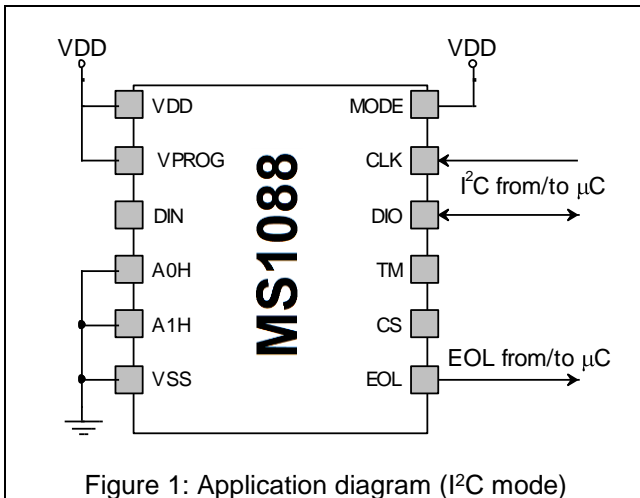 VDD
VDD
VDD
MODE
VPROG
CLK
I²C from/to μC
DIN
DIO
MS1088
A0H
TM
A1H
CS
EOL from/to μC
VSS
EOL
Figure 1: Application diagram (I²C mode)